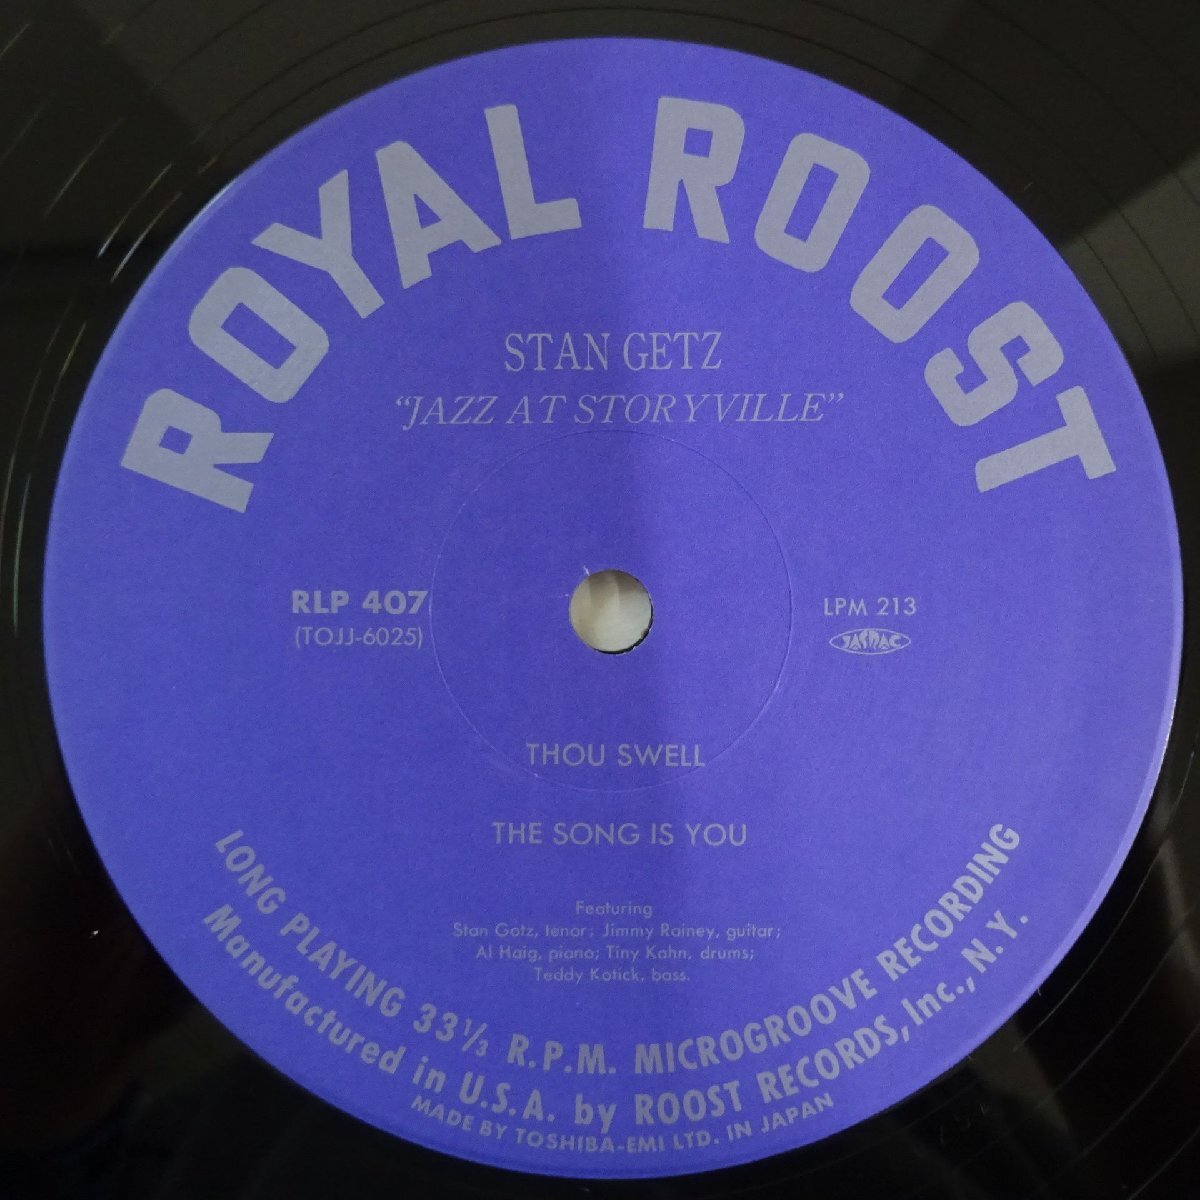 ROYAL ROOST
STAN GETZ
"JAZZ AT STORYVILLE"
RLP 407
(TOJJ-6025)
LPM 213
JASRAC
THOU SWELL
THE SONG IS YOU
Featuring
Stan Gotz, tenor; Jimmy Rainey, guitar;
Al Haig, piano; Tiny Kahn, drums;
Teddy Kotick, bass.
LONG PLAYING 33⅓ R.P.M. MICROGROOVE RECORDING
Manufactured in U.S.A. by ROOST RECORDS, Inc., N.Y.
MADE BY TOSHIBA-EMI LTD. IN JAPAN